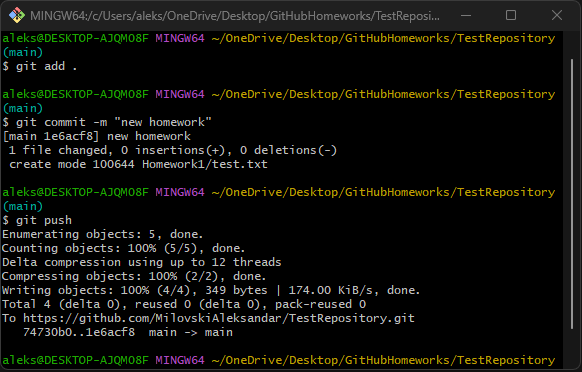 MINGW64:/c/Users/aleks/OneDrive/Desktop/GitHubHomeworks/TestReposi...
aleks@DESKTOP-AJQM08F MINGW64 ~/OneDrive/Desktop/GitHubHomeworks/TestRepository
(main)
$ git add .
aleks@DESKTOP-AJQM08F MINGW64 ~/OneDrive/Desktop/GitHubHomeworks/TestRepository
(main)
$ git commit -m "new homework"
[main 1e6acf8] new homework
1 file changed, 0 insertions(+), 0 deletions(-)
create mode 100644 Homework1/test.txt
aleks@DESKTOP-AJQM08F MINGW64 ~/OneDrive/Desktop/GitHubHomeworks/TestRepository
(main)
$ git push
Enumerating objects: 5, done.
Counting objects: 100% (5/5), done.
Delta compression using up to 12 threads
Compressing objects: 100% (2/2), done.
Writing objects: 100% (4/4), 349 bytes | 174.00 KiB/s, done.
Total 4 (delta 0), reused 0 (delta 0), pack-reused 0
To https://github.com/MilovskiAleksandar/TestRepository.git
74730b0..1e6acf8  main -> main
aleks@DESKTOP-AJQM08F MINGW64 ~/OneDrive/Desktop/GitHubHomeworks/TestRepository